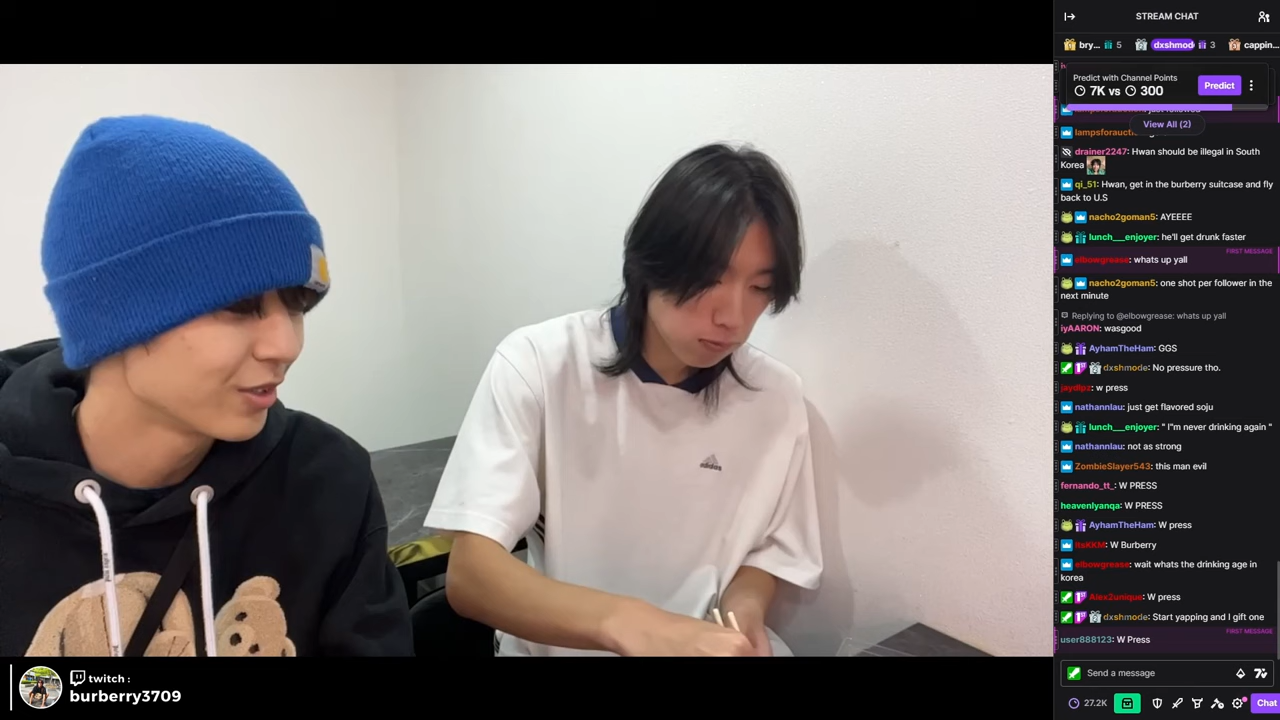 STREAM CHAT
bry... 5
dxshmod 3
cappin...
Predict with Channel Points
7K vs 300
Predict
View All (2)
drainer2247: Hwan should be illegal in South
Korea
qi_51: Hwan, get in the burberry suitcase and fly
back to U.S
nacho2goman5: AYEEEE
lunch___enjoyer: he'll get drunk faster
FIRST MESSAGE
elbowgrease: whats up yall
nacho2goman5: one shot per follower in the
next minute
Replying to @elbowgrease: whats up yall
iyAARON: wasgood
AyhamTheHam: GGS
dxshmode: No pressure tho.
jaydlpz: w press
nathannlau: just get flavored soju
lunch___enjoyer: " I"m never drinking again "
nathannlau: not as strong
ZombieSlayer543: this man evil
fernando_tt_: W PRESS
heavenlyanqa: W PRESS
AyhamTheHam: W press
ItsKKM: W Burberry
elbowgrease: wait whats the drinking age in
korea
Alex2unique: W press
dxshmode: Start yapping and I gift one
FIRST MESSAGE
user888123: W Press
Send a message
27.2K
Chat
adidas
twitch :
burberry3709